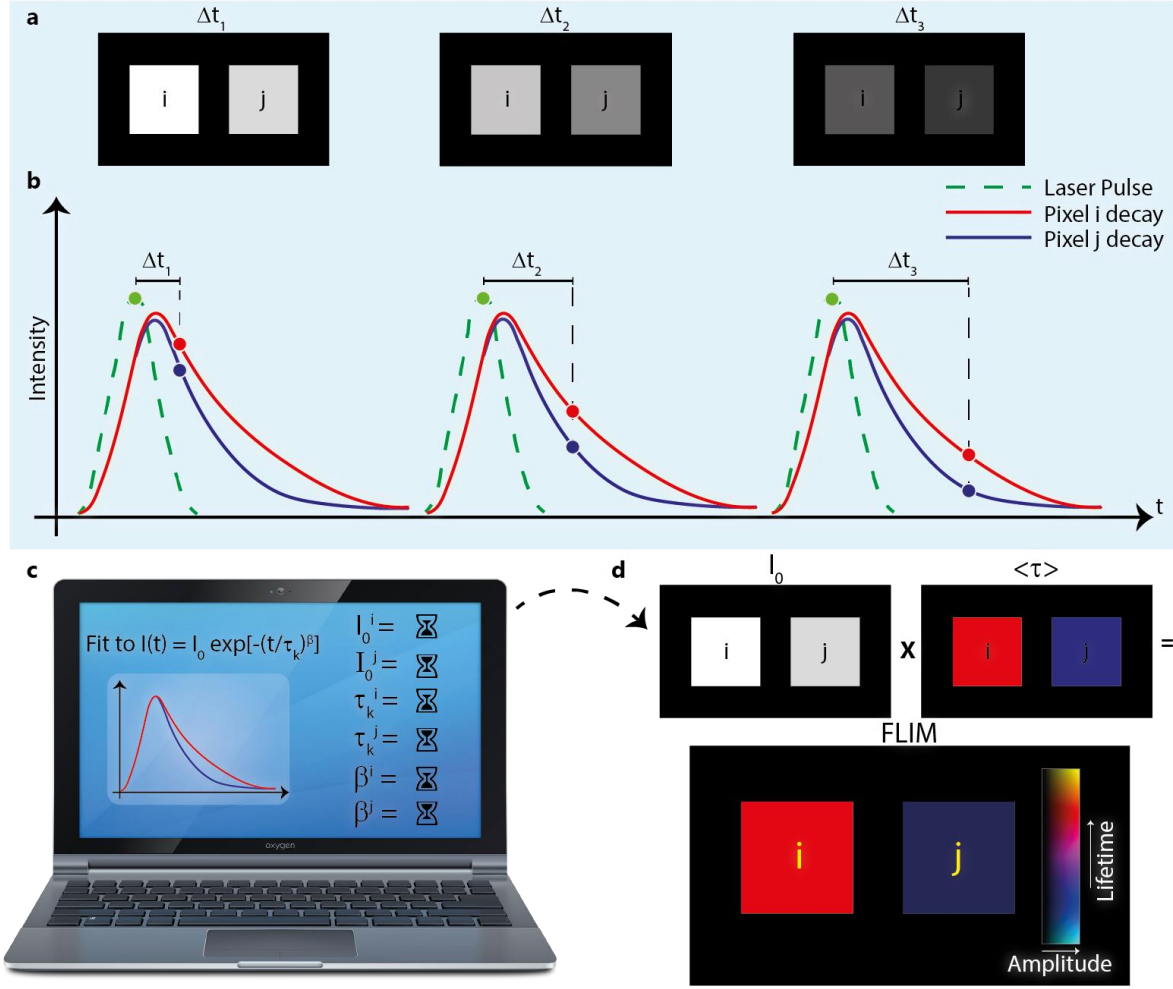 a
Δt₁
Δt₂
Δt₃
i
j
i
j
i
j
b
Laser Pulse
Pixel i decay
Pixel j decay
Intensity
Δt₁
Δt₂
Δt₃
t
c
Fit to I(t) = I₀ exp[-(t/τₖ)^β]
I₀ⁱ =
I₀ʲ =
τₖⁱ =
τₖʲ =
βⁱ =
βʲ =
oxygen
d
I₀
<τ>
i
j
x
i
j
=
FLIM
i
j
Lifetime
Amplitude